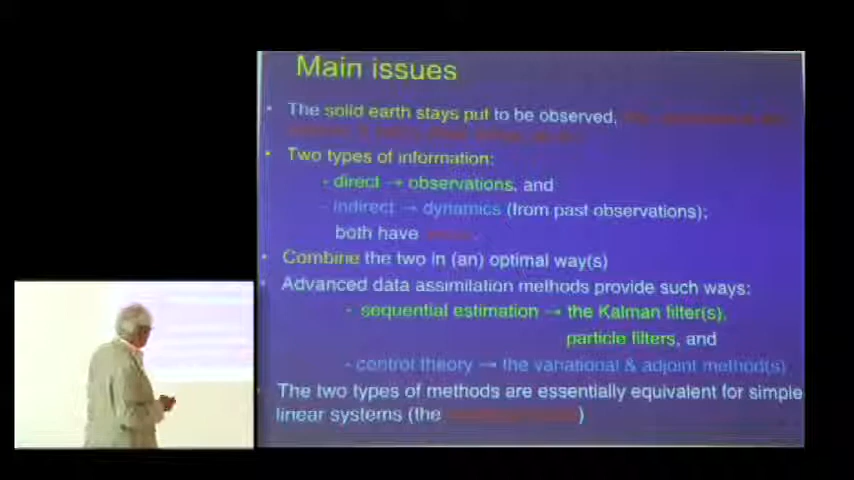 Main issues
• The solid earth stays put to be observed,
• Two types of information:
- direct → observations, and
- indirect → dynamics (from past observations);
both have
• Combine the two in (an) optimal way(s)
• Advanced data assimilation methods provide such ways:
- sequential estimation → the Kalman filter(s),
particle filters, and
- control theory → the variational & adjoint method(s)
• The two types of methods are essentially equivalent for simple
linear systems (the )